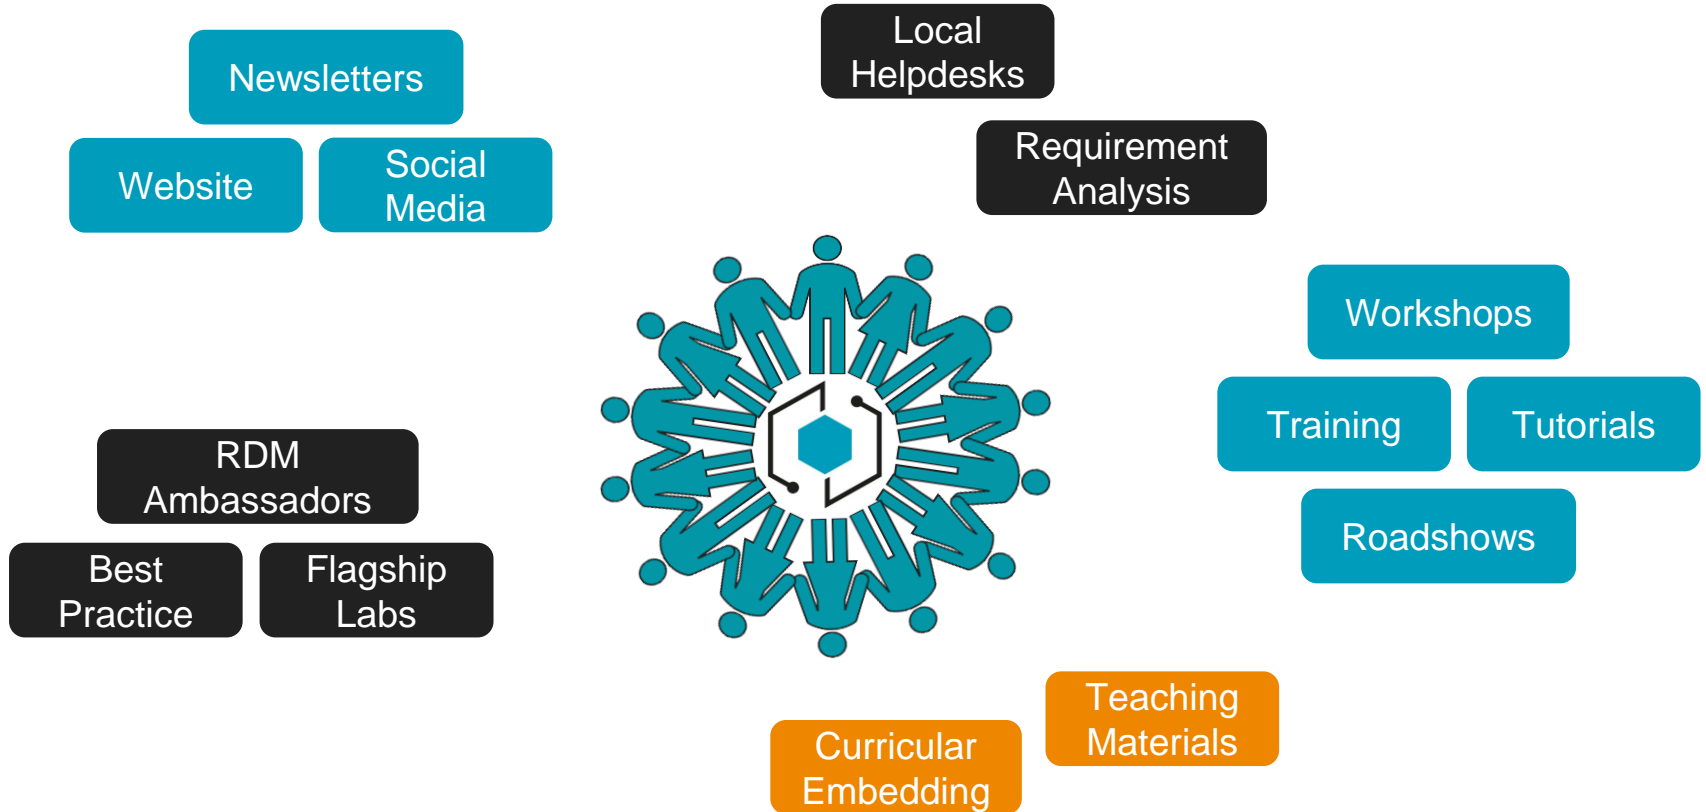 Newsletters
Website
Social
Media
Local
Helpdesks
Requirement
Analysis
Workshops
Training
Tutorials
Roadshows
RDM
Ambassadors
Best
Practice
Flagship
Labs
Teaching
Materials
Curricular
Embedding